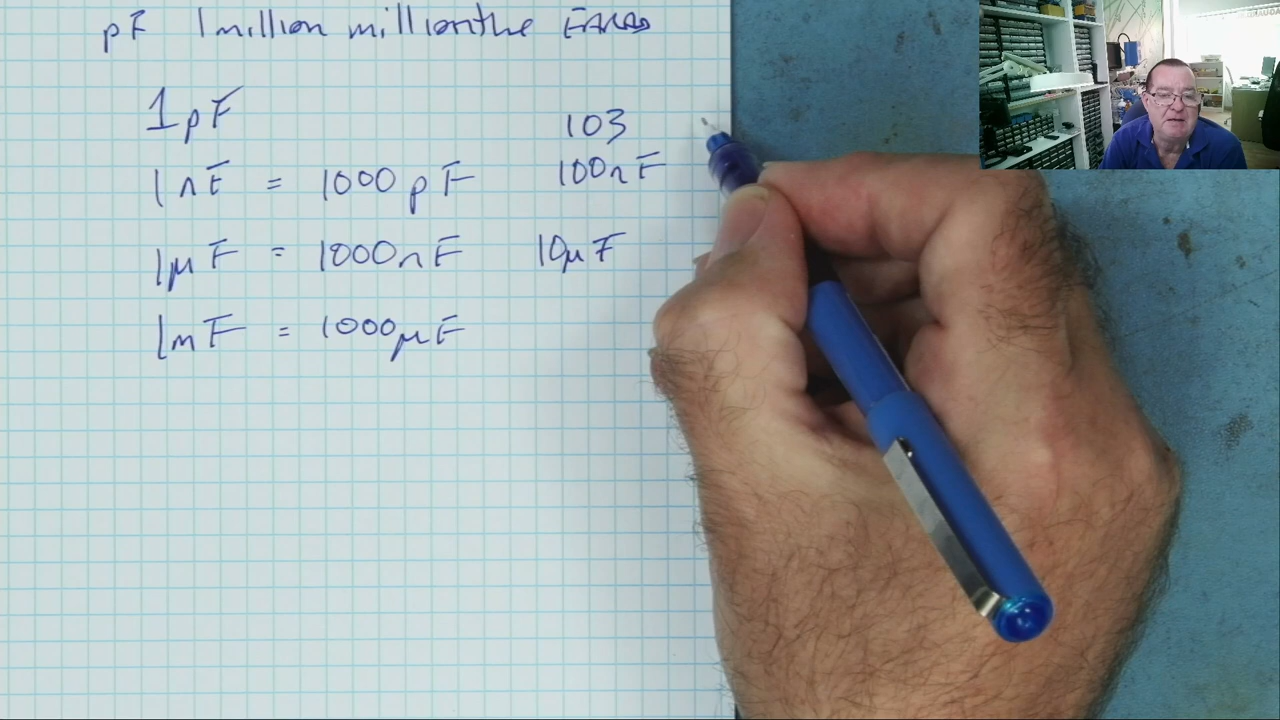 pF 1 million millionthe FARAD
1pF
103
1nF = 1000pF
100nF
1µF = 1000nF
10µF
1mF = 1000µF